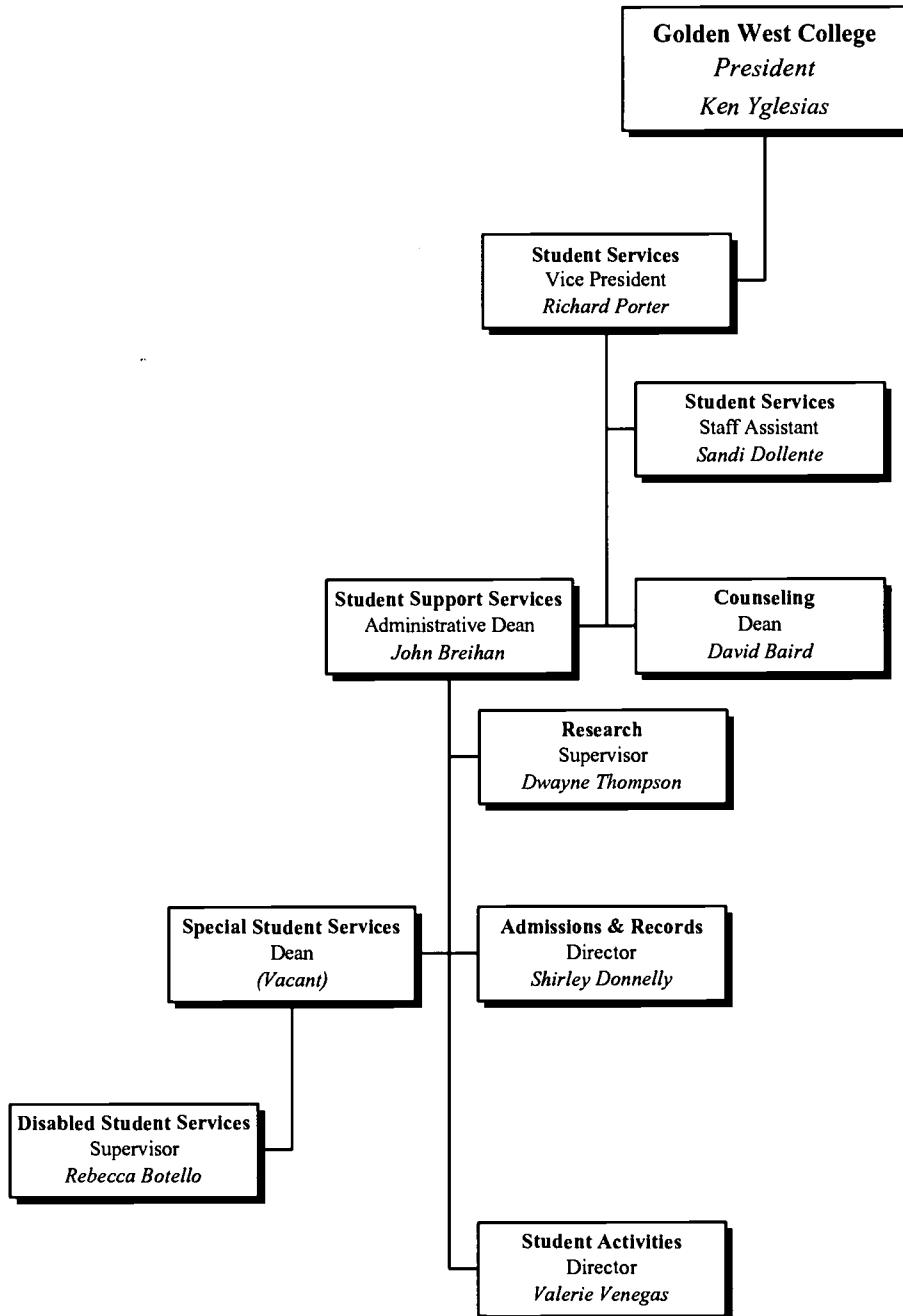 Golden West College
President
Ken Yglesias
Student Services
Vice President
Richard Porter
Student Services
Staff Assistant
Sandi Dollente
Student Support Services
Administrative Dean
John Breihan
Counseling
Dean
David Baird
Research
Supervisor
Dwayne Thompson
Special Student Services
Dean
(Vacant)
Admissions & Records
Director
Shirley Donnelly
Disabled Student Services
Supervisor
Rebecca Botello
Student Activities
Director
Valerie Venegas